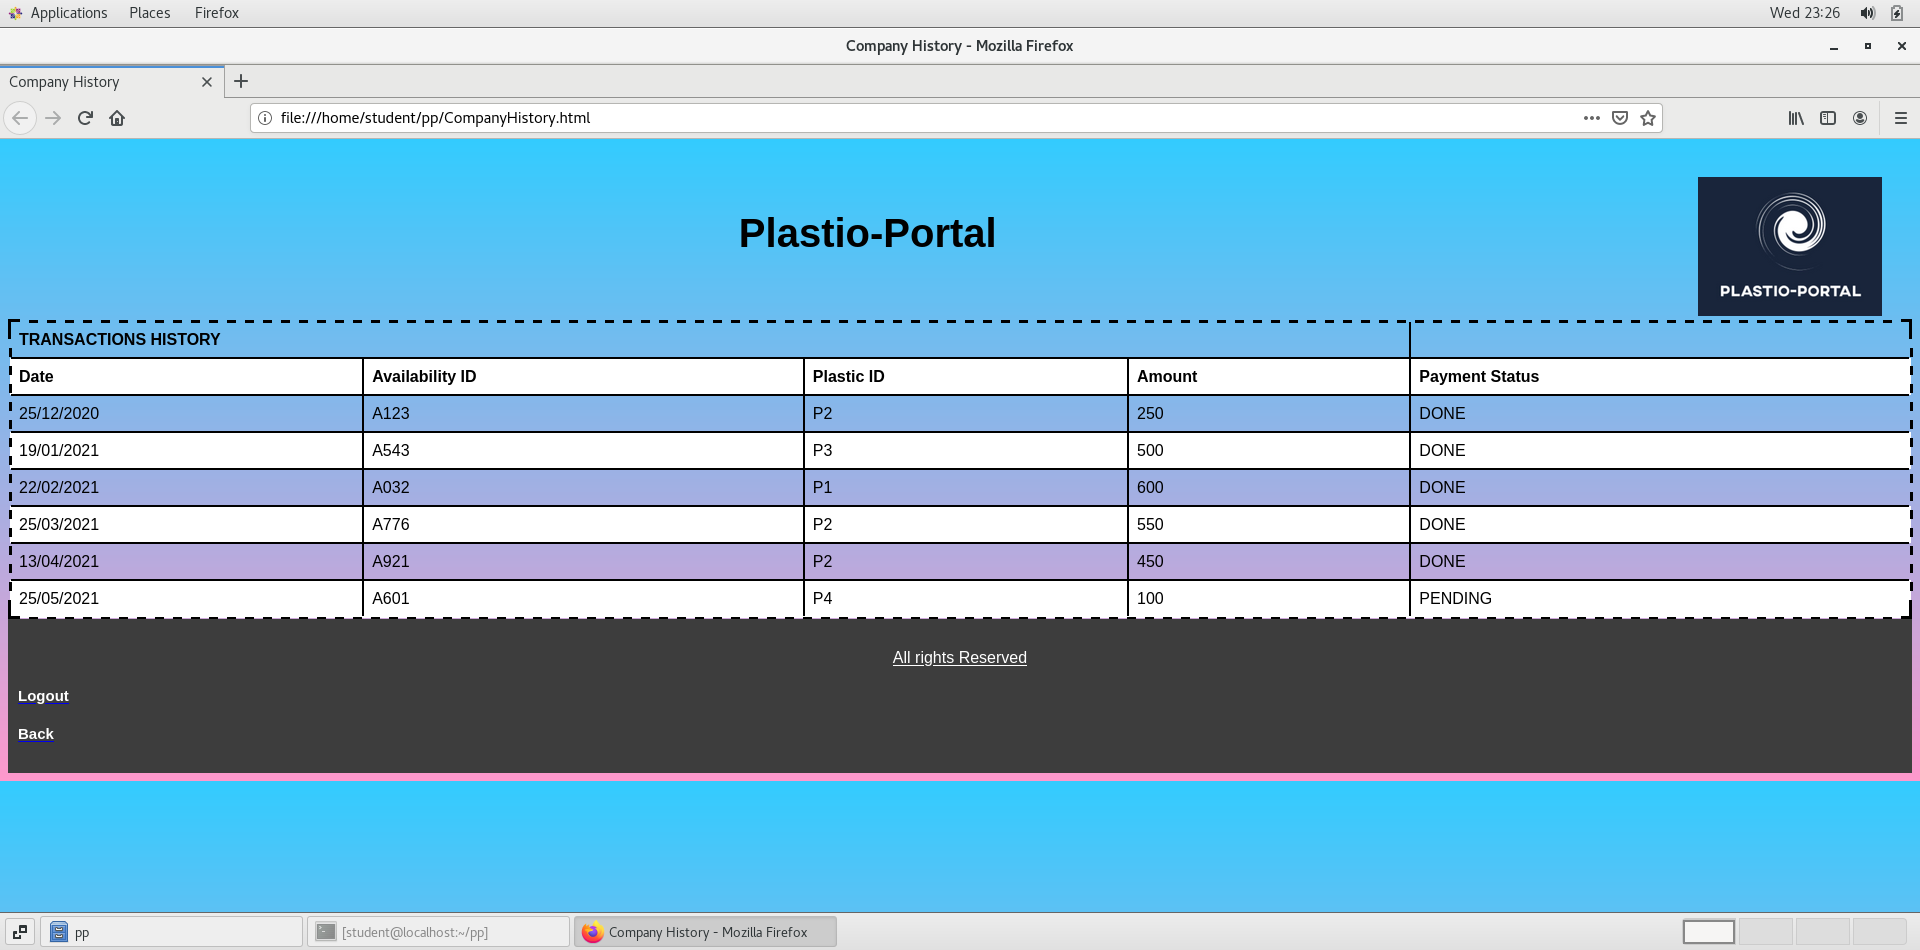 Applications Places Firefox Wed 23:26
Company History - Mozilla Firefox
Company History
file:///home/student/pp/CompanyHistory.html
Plastio-Portal
PLASTIO-PORTAL
TRANSACTIONS HISTORY
Date Availability ID Plastic ID Amount Payment Status
25/12/2020 A123 P2 250 DONE
19/01/2021 A543 P3 500 DONE
22/02/2021 A032 P1 600 DONE
25/03/2021 A776 P2 550 DONE
13/04/2021 A921 P2 450 DONE
25/05/2021 A601 P4 100 PENDING
All rights Reserved
Logout
Back
pp [student@localhost:~/pp] Company History - Mozilla Firefox